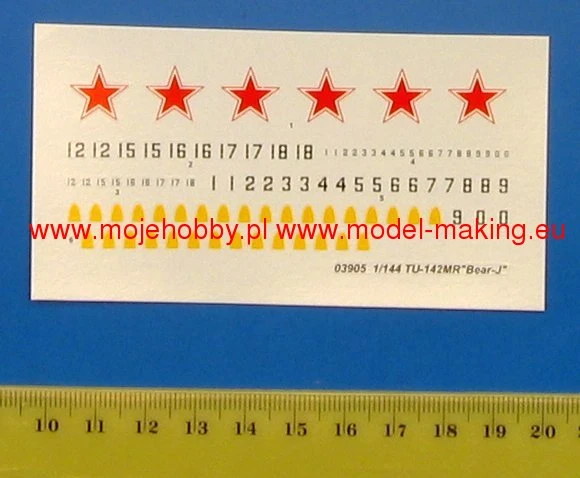 1
12 12 15 15 16 16 17 17 18 18 1 1 2 2 3 3 4 4 5 5 6 6 7 7 8 8 9 9 0 0
2 4
12 12 15 15 16 16 17 17 18 1 1 2 2 3 3 3 4 4 5 5 6 6 7 7 8 8 9
3 5
9 0 0
www.mojehobby.pl www.model-making.eu
6
03905 1/144 TU-142MR"Bear-J"
10 11 12 13 14 15 16 17 18 19 20